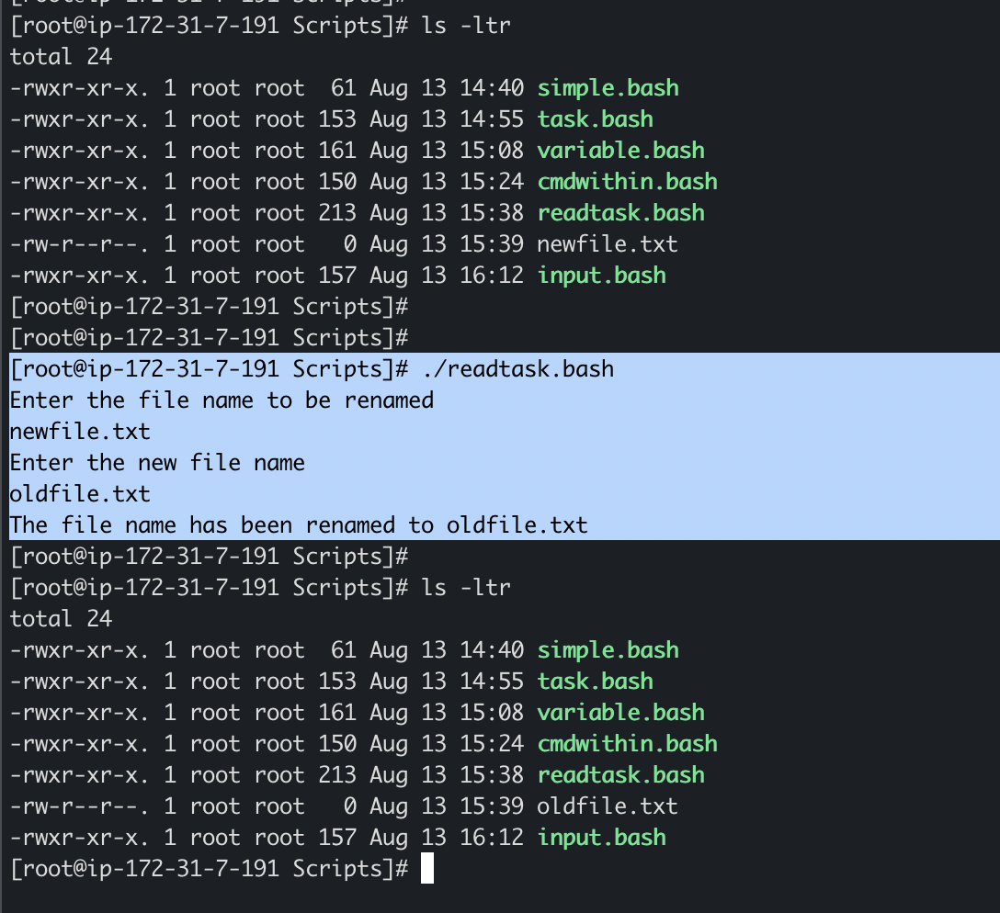 [root@ip-172-31-7-191 Scripts]#
[root@ip-172-31-7-191 Scripts]# ls -ltr
total 24
-rwxr-xr-x. 1 root root  61 Aug 13 14:40 simple.bash
-rwxr-xr-x. 1 root root 153 Aug 13 14:55 task.bash
-rwxr-xr-x. 1 root root 161 Aug 13 15:08 variable.bash
-rwxr-xr-x. 1 root root 150 Aug 13 15:24 cmdwithin.bash
-rwxr-xr-x. 1 root root 213 Aug 13 15:38 readtask.bash
-rw-r--r--. 1 root root   0 Aug 13 15:39 newfile.txt
-rwxr-xr-x. 1 root root 157 Aug 13 16:12 input.bash
[root@ip-172-31-7-191 Scripts]#
[root@ip-172-31-7-191 Scripts]#
[root@ip-172-31-7-191 Scripts]# ./readtask.bash
Enter the file name to be renamed
newfile.txt
Enter the new file name
oldfile.txt
The file name has been renamed to oldfile.txt
[root@ip-172-31-7-191 Scripts]#
[root@ip-172-31-7-191 Scripts]# ls -ltr
total 24
-rwxr-xr-x. 1 root root  61 Aug 13 14:40 simple.bash
-rwxr-xr-x. 1 root root 153 Aug 13 14:55 task.bash
-rwxr-xr-x. 1 root root 161 Aug 13 15:08 variable.bash
-rwxr-xr-x. 1 root root 150 Aug 13 15:24 cmdwithin.bash
-rwxr-xr-x. 1 root root 213 Aug 13 15:38 readtask.bash
-rw-r--r--. 1 root root   0 Aug 13 15:39 oldfile.txt
-rwxr-xr-x. 1 root root 157 Aug 13 16:12 input.bash
[root@ip-172-31-7-191 Scripts]#